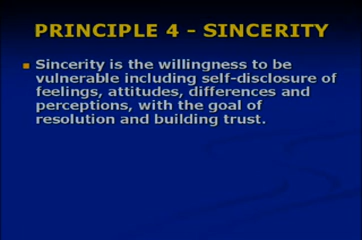 PRINCIPLE 4 - SINCERITY
Sincerity is the willingness to be
vulnerable including self-disclosure of
feelings, attitudes, differences and
perceptions, with the goal of
resolution and building trust.